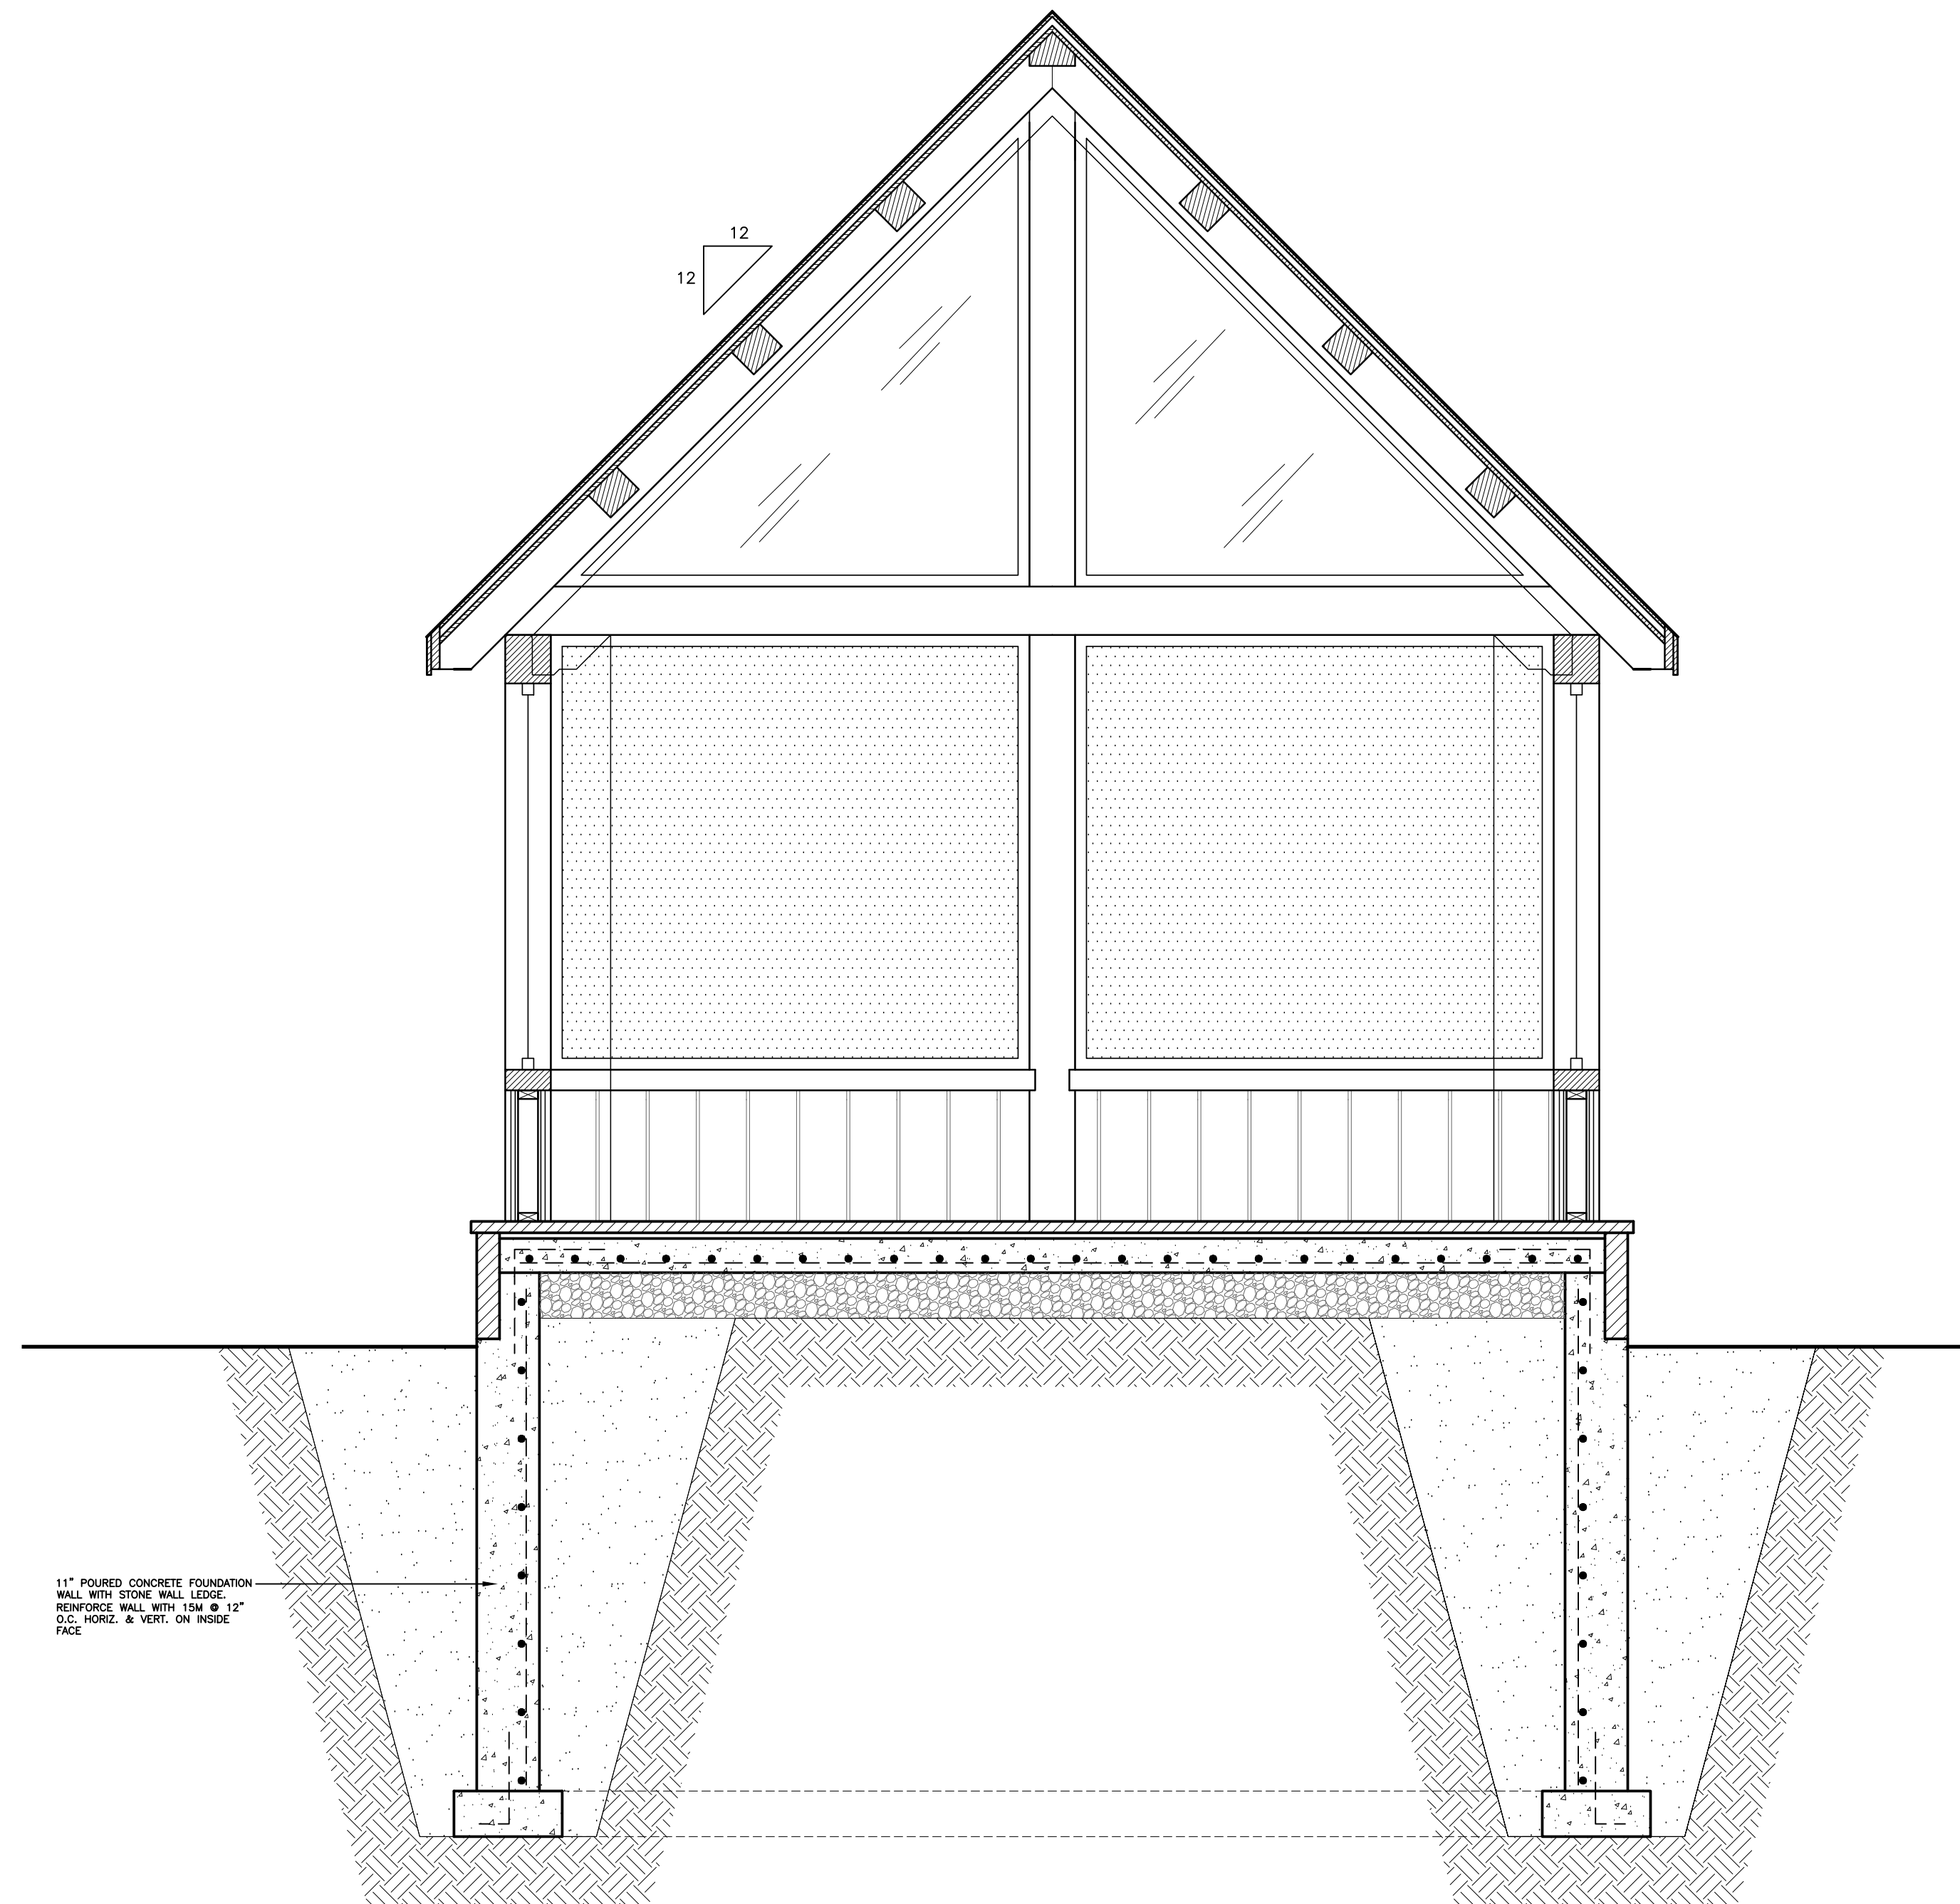 12
12
11" POURED CONCRETE FOUNDATION
WALL WITH STONE WALL LEDGE.
REINFORCE WALL WITH 15M @ 12"
O.C. HORIZ. & VERT. ON INSIDE
FACE